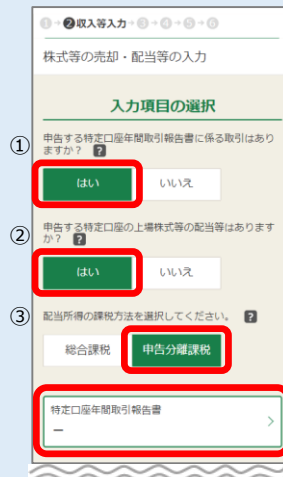 ❶→❷収入等入力→❸→❹→❺→❻
株式等の売却・配当等の入力
入力項目の選択
①
申告する特定口座年間取引報告書に係る取引はあり
ますか？ ?
はい いいえ
②
申告する特定口座の上場株式等の配当等はあります
か？ ?
はい いいえ
③
配当所得の課税方法を選択してください。 ?
総合課税 申告分離課税
特定口座年間取引報告書
ー